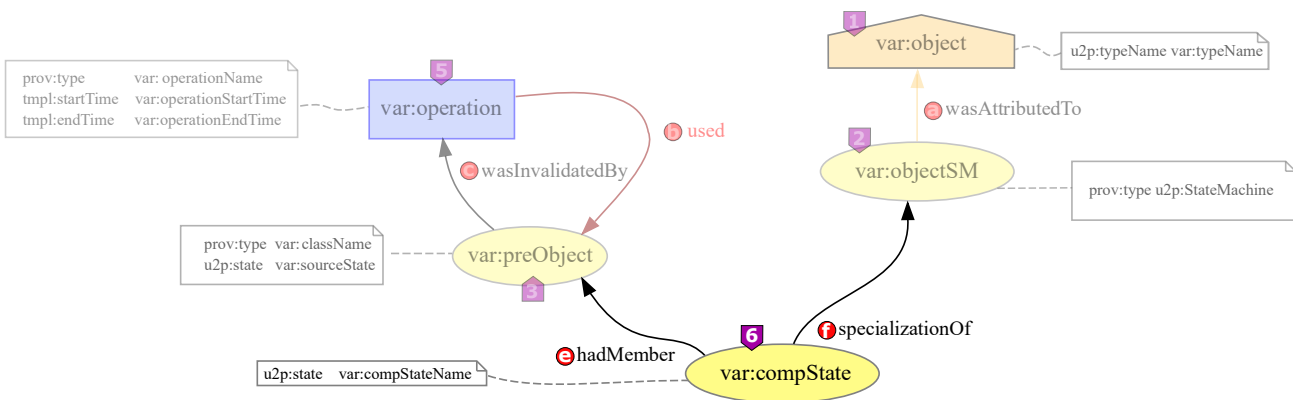 1
var:object
u2p:typeName var:typeName
prov:type var: operationName
tmpl:startTime var:operationStartTime
tmpl:endTime var:operationEndTime
5
var:operation
b used
a wasAttributedTo
c wasInvalidatedBy
2
var:objectSM
prov:type u2p:StateMachine
prov:type var: className
u2p:state var:sourceState
var:preObject
3
6
f specializationOf
e hadMember
u2p:state var:compStateName
var:compState